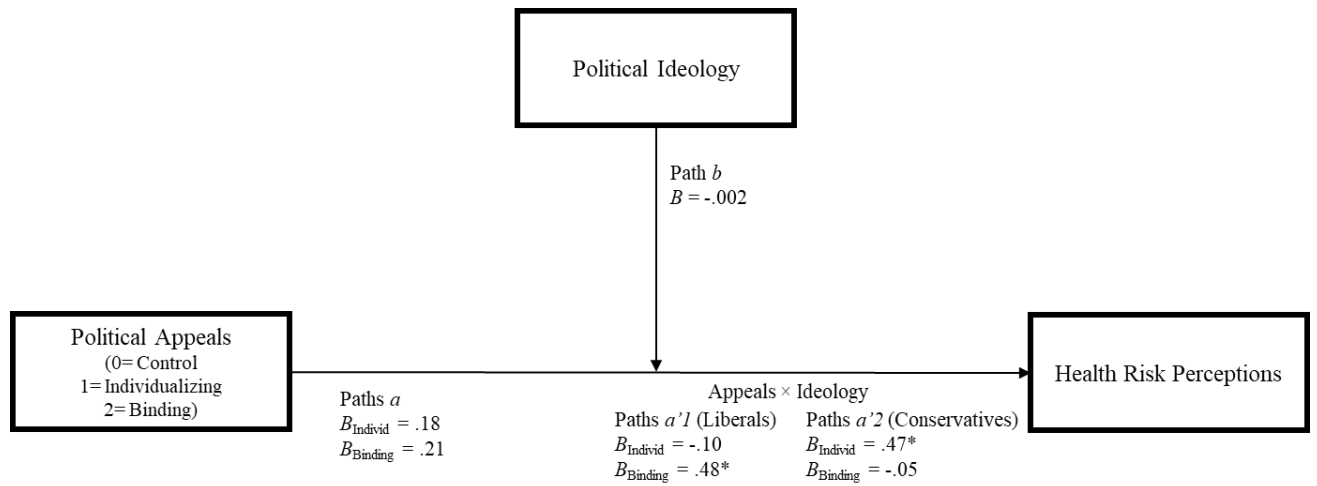 Political Ideology
Path b
B = -.002
Political Appeals
(0= Control
1= Individualizing
2= Binding)
Paths a
BIndivid = .18
BBinding = .21
Appeals × Ideology
Paths a’1 (Liberals)
BIndivid = -.10
BBinding = .48*
Paths a’2 (Conservatives)
BIndivid = .47*
BBinding = -.05
Health Risk Perceptions